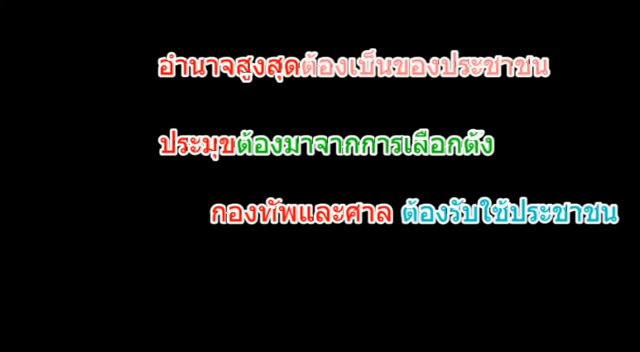 อำนาจสูงสุดต้องเป็นของประชาชน
ประมุขต้องมาจากการเลือกตั้ง
กองทัพและศาล ต้องรับใช้ประชาชน